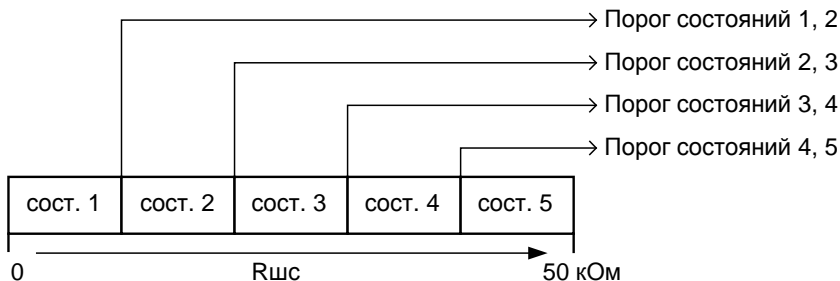 Порог состояний 1, 2
Порог состояний 2, 3
Порог состояний 3, 4
Порог состояний 4, 5
сост. 1 сост. 2 сост. 3 сост. 4 сост. 5
0 Rшс 50 кОм